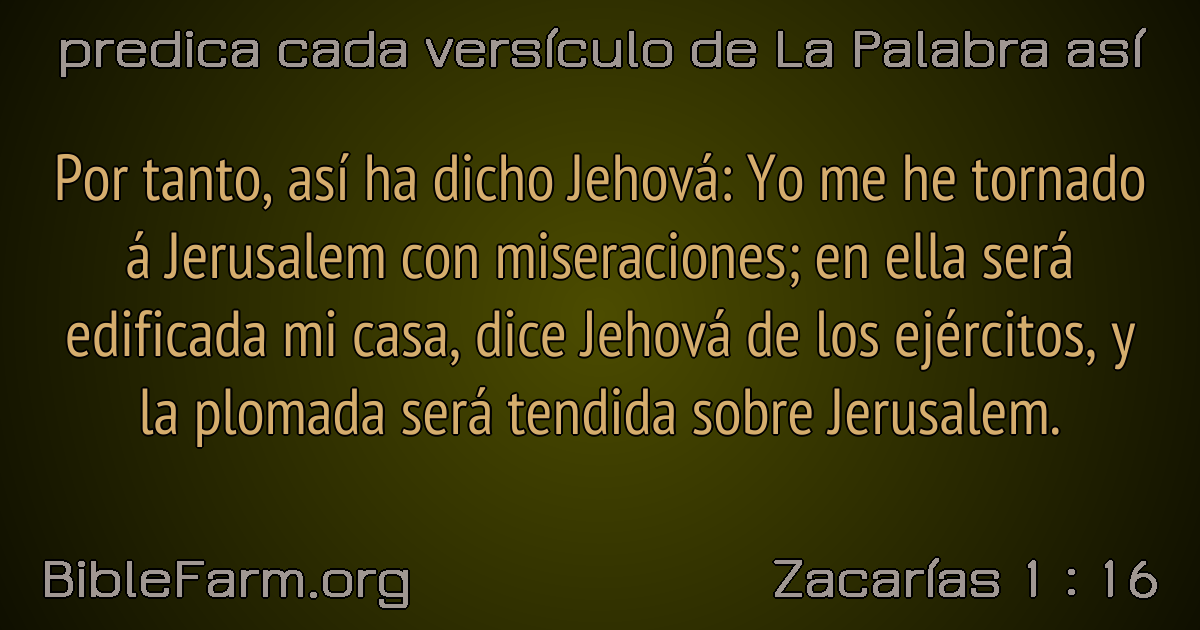 predica cada versículo de La Palabra así
Por tanto, así ha dicho Jehová: Yo me he tornado
á Jerusalem con miseraciones; en ella será
edificada mi casa, dice Jehová de los ejércitos, y
la plomada será tendida sobre Jerusalem.
BibleFarm.org
Zacarías 1 : 16